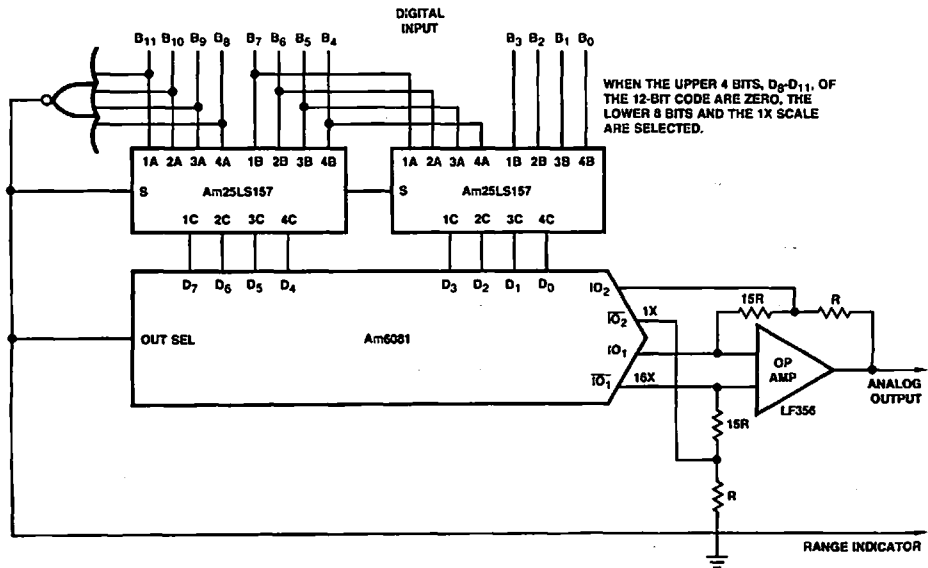 DIGITAL
INPUT
B11 B10 B9 B8 B7 B6 B5 B4 B3 B2 B1 B0
WHEN THE UPPER 4 BITS, D8-D11, OF
THE 12-BIT CODE ARE ZERO, THE
LOWER 8 BITS AND THE 1X SCALE
ARE SELECTED.
1A 2A 3A 4A 1B 2B 3B 4B
S
Am25LS157
1C 2C 3C 4C
1A 2A 3A 4A 1B 2B 3B 4B
S
Am25LS157
1C 2C 3C 4C
D7 D6 D5 D4 D3 D2 D1 D0
OUT SEL
Am6081
IO2
IO2
1X
IO1
IO1
16X
15R
R
OP
AMP
LF356
ANALOG
OUTPUT
15R
R
RANGE INDICATOR